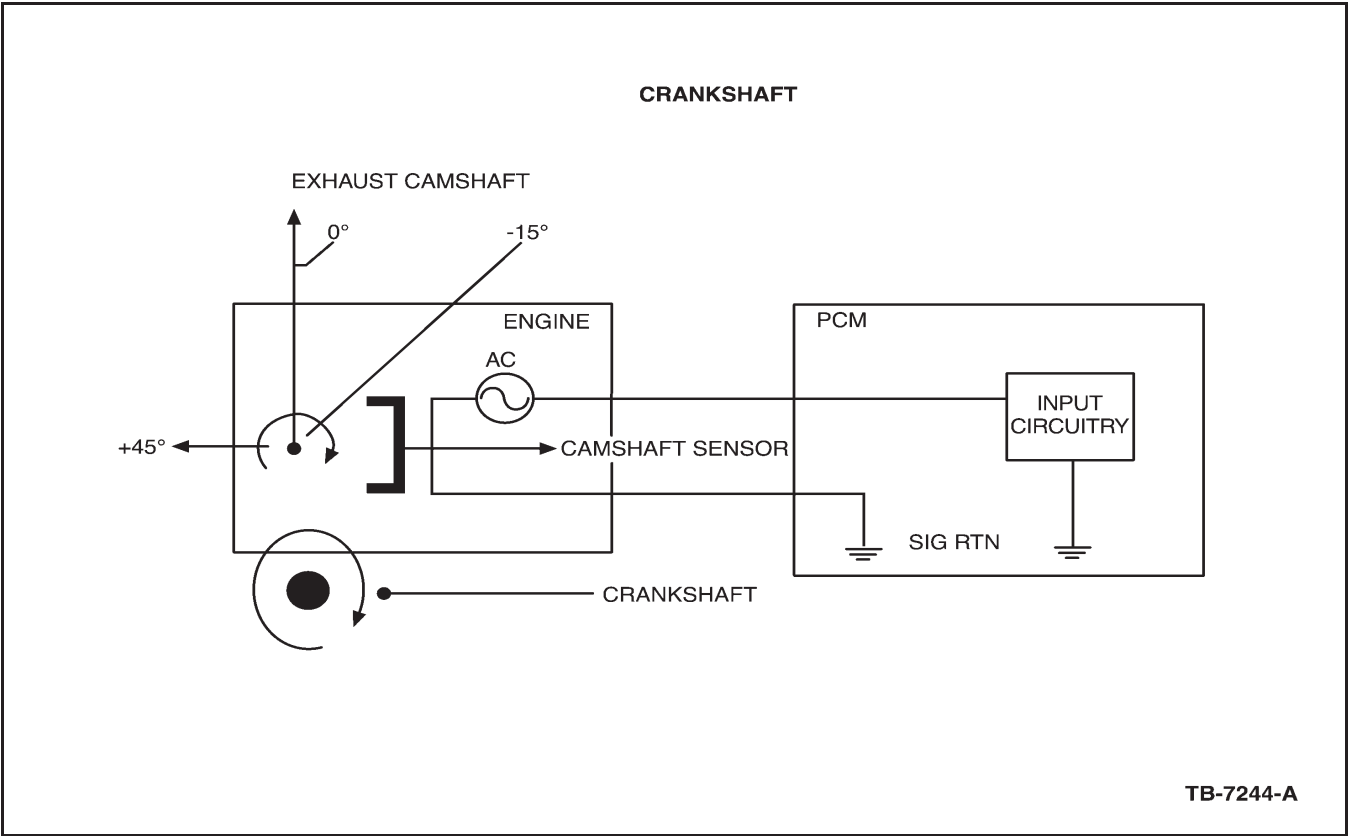 CRANKSHAFT
EXHAUST CAMSHAFT
0°
-15°
ENGINE
PCM
AC
INPUT
CIRCUITRY
+45°
CAMSHAFT SENSOR
SIG RTN
CRANKSHAFT
TB-7244-A